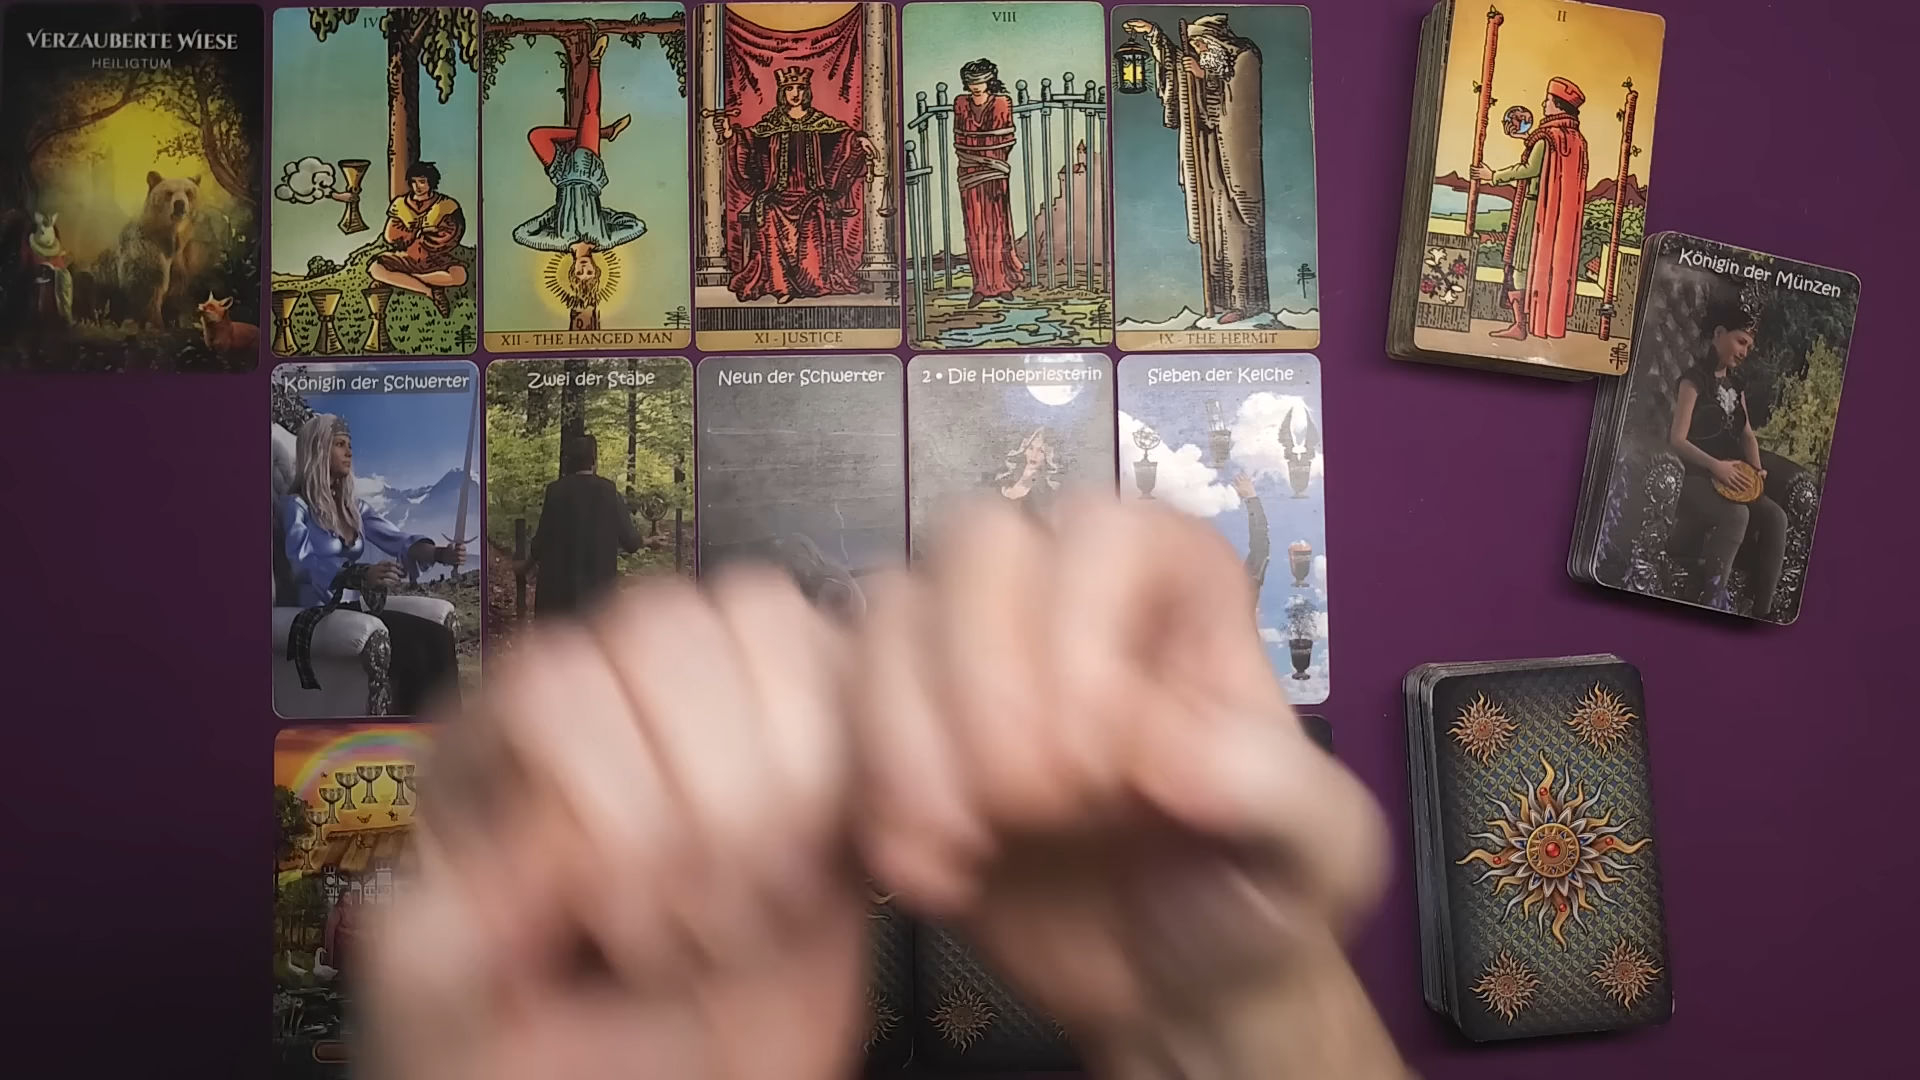 VERZAUBERTE WIESE
HEILIGTUM
IV
XII - THE HANGED MAN
XI - JUSTICE
VIII
IX - THE HERMIT
II
Königin der Münzen
Königin der Schwerter
Zwei der Stäbe
Neun der Schwerter
2 • Die Hohepriesterin
Sieben der Kelche